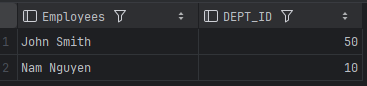 Employees DEPT_ID
1 John Smith 50
2 Nam Nguyen 10